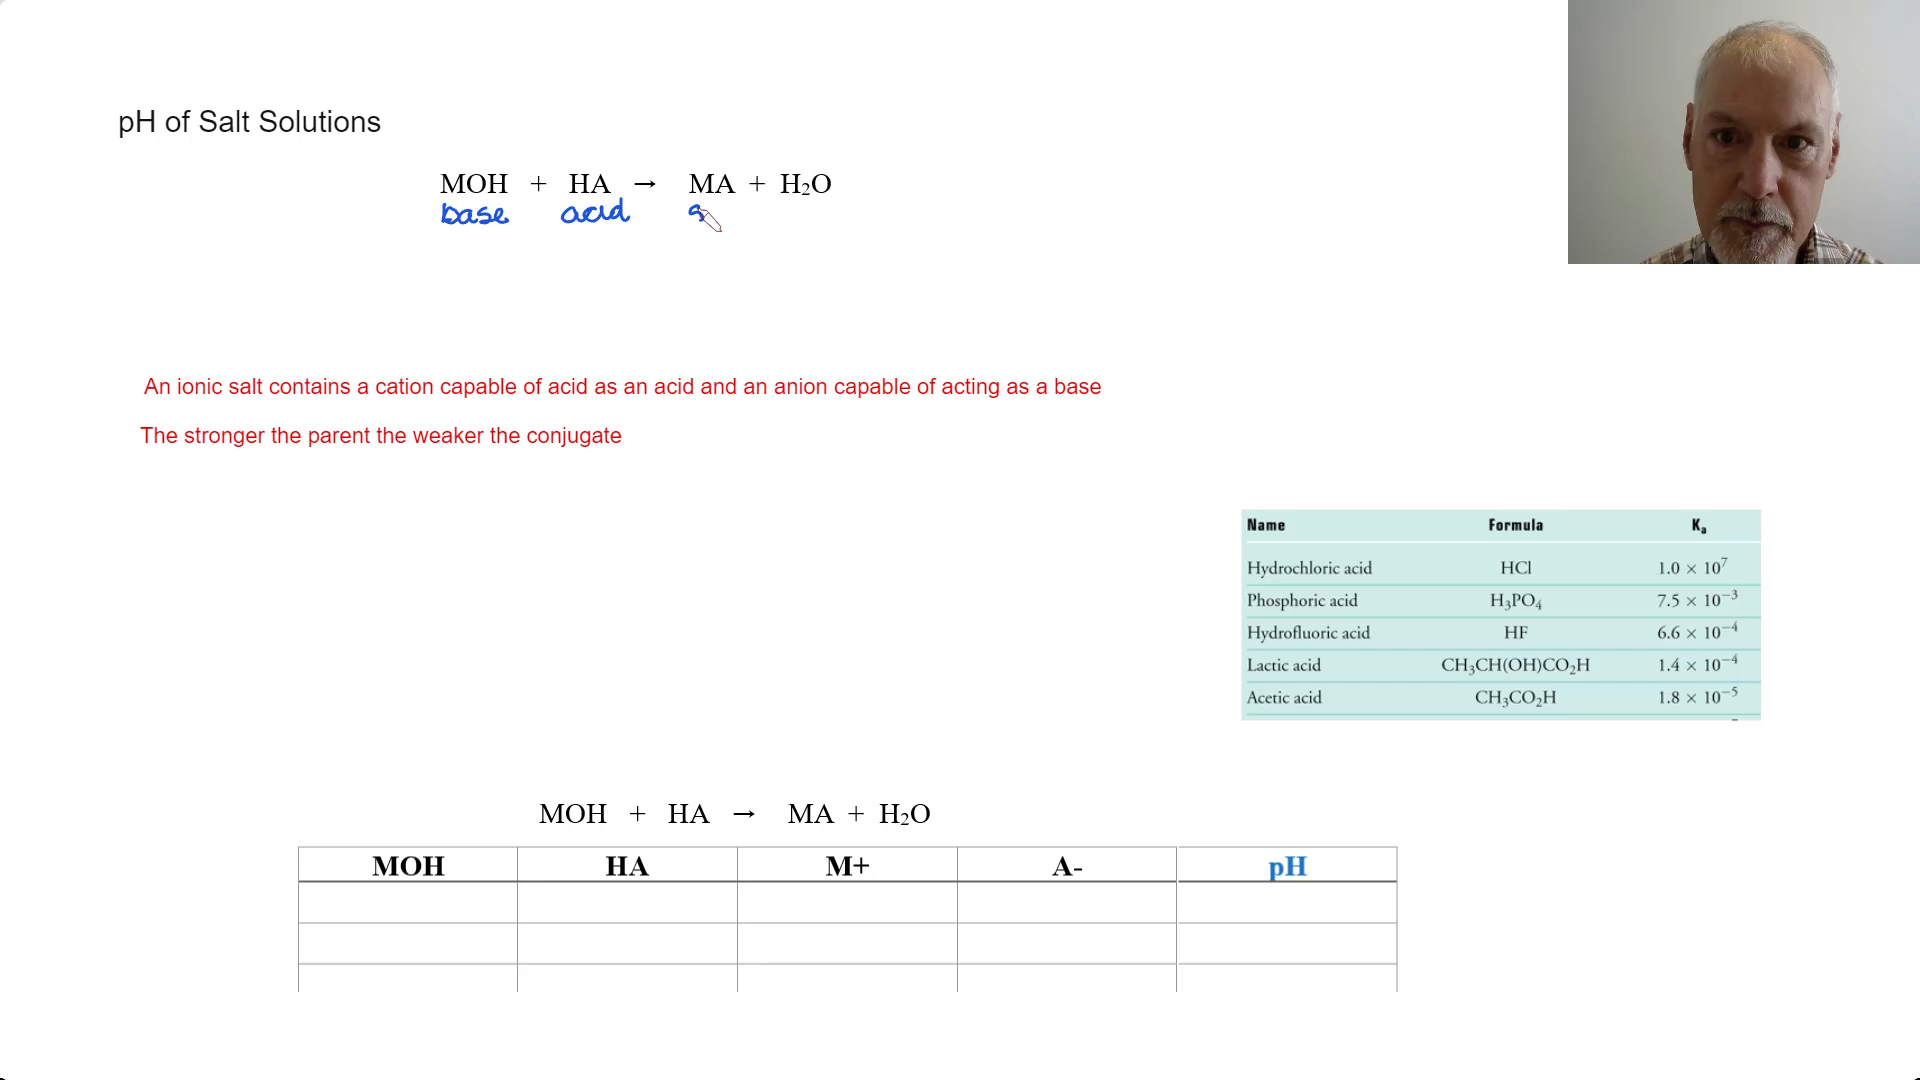 pH of Salt Solutions
MOH + HA → MA + H₂O
base acid s
An ionic salt contains a cation capable of acid as an acid and an anion capable of acting as a base
The stronger the parent the weaker the conjugate
Name Formula Kₐ
Hydrochloric acid HCl 1.0 × 10⁷
Phosphoric acid H₃PO₄ 7.5 × 10⁻³
Hydrofluoric acid HF 6.6 × 10⁻⁴
Lactic acid CH₃CH(OH)CO₂H 1.4 × 10⁻⁴
Acetic acid CH₃CO₂H 1.8 × 10⁻⁵
MOH + HA → MA + H₂O
MOH HA M+ A- pH